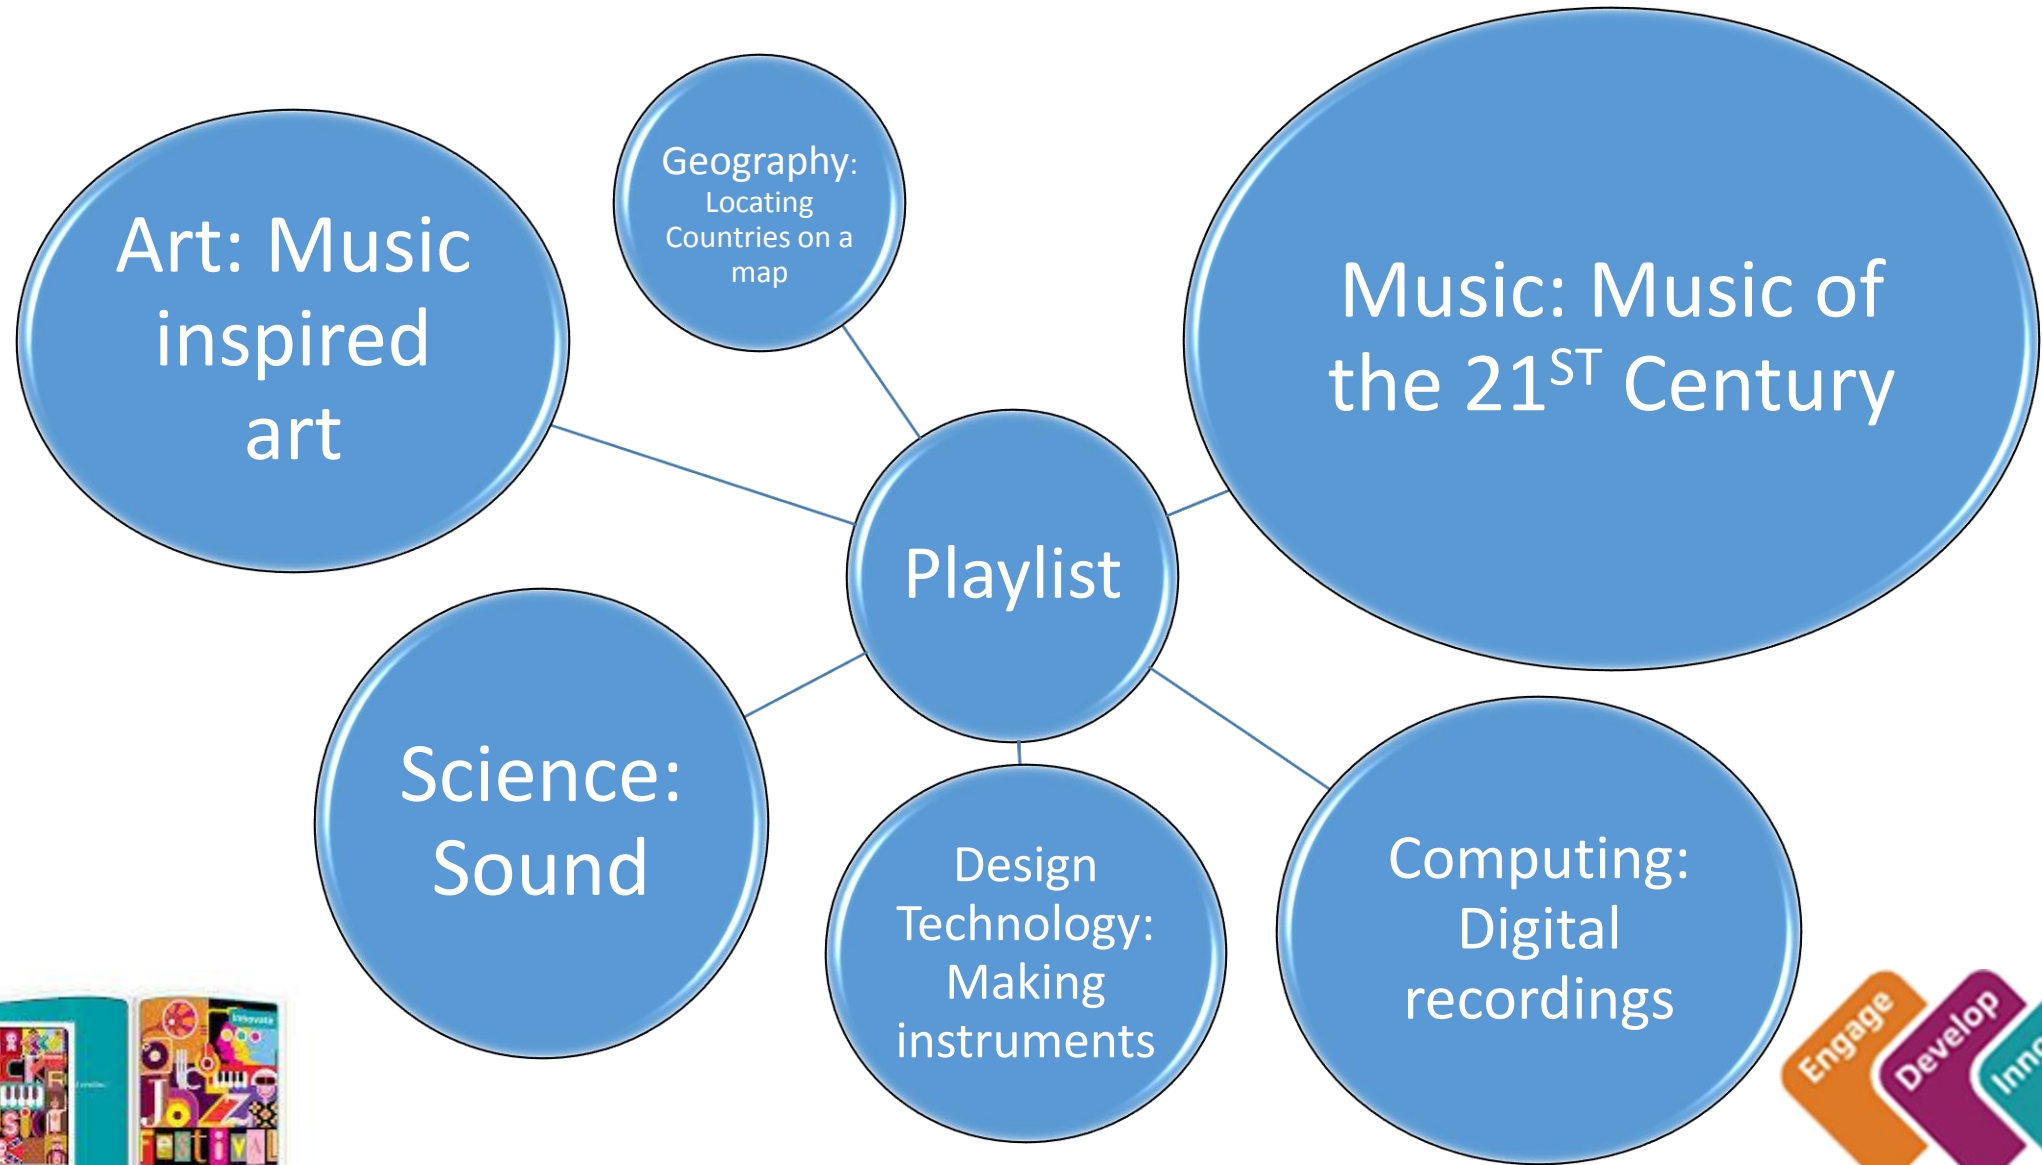 Geography:
Locating
Countries on a
map
Art: Music
inspired
art
Music: Music of
the 21ST Century
Playlist
Science:
Sound
Design
Technology:
Making
instruments
Computing:
Digital
recordings
Innovate
Jazz
Festival
Engage
Develop